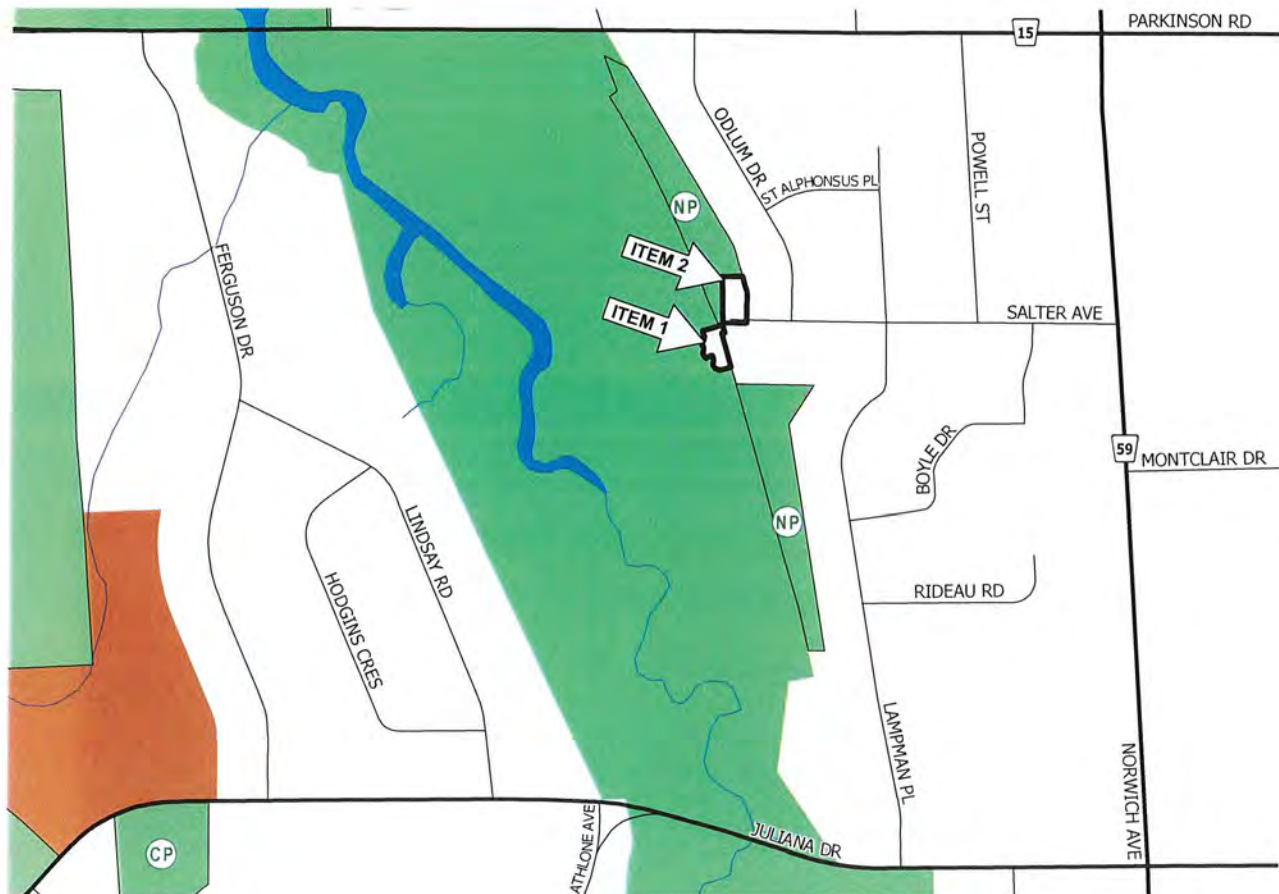 PARKINSON RD
15
ODLUM DR
POWELL ST
ST ALPHONSUS PL
NP
ITEM 2
ITEM 1
SALTER AVE
FERGUSON DR
BOYLE DR
59
MONTCLAIR DR
LINDSAY RD
NP
HODGINS CRES
RIDEAU RD
LAMPMAN PL
NORWICH AVE
JULIANA DR
ATHLONE AVE
CP